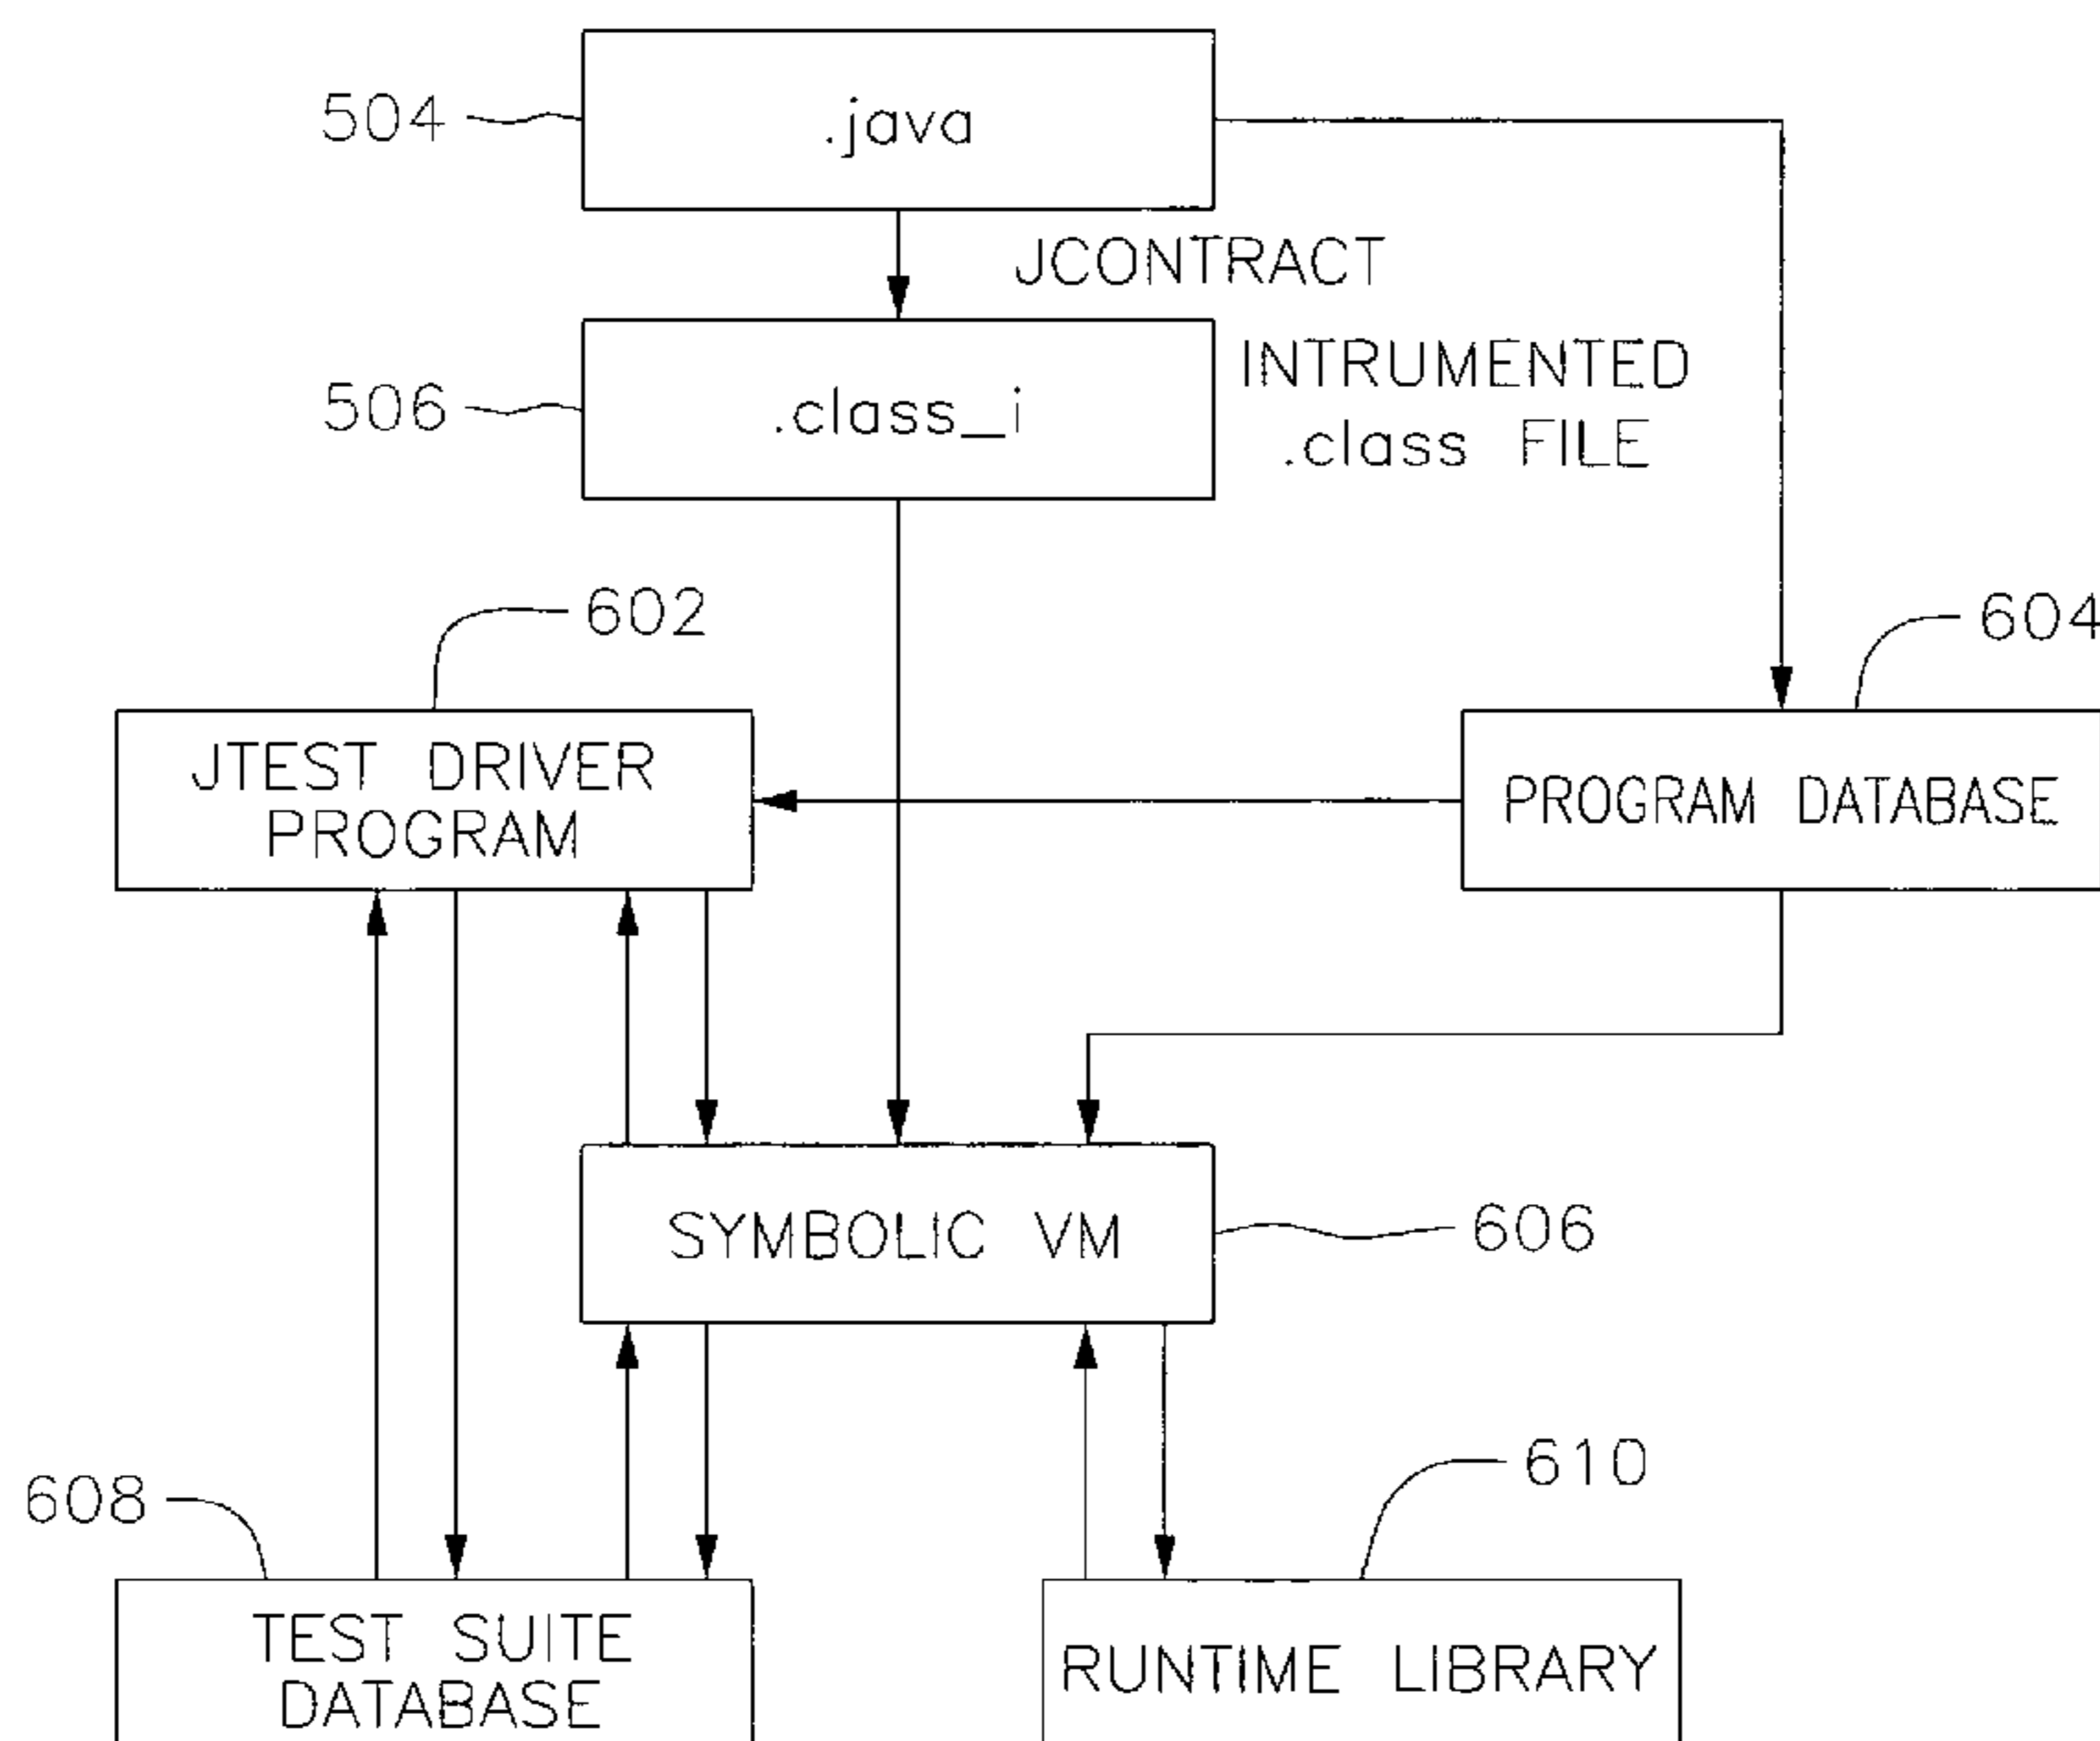 504
.java
JCONTRACT
506
.class_i
INTRUMENTED
.class FILE
602
604
JTEST DRIVER
PROGRAM
PROGRAM DATABASE
SYMBOLIC VM
606
608
610
TEST SUITE
DATABASE
RUNTIME LIBRARY